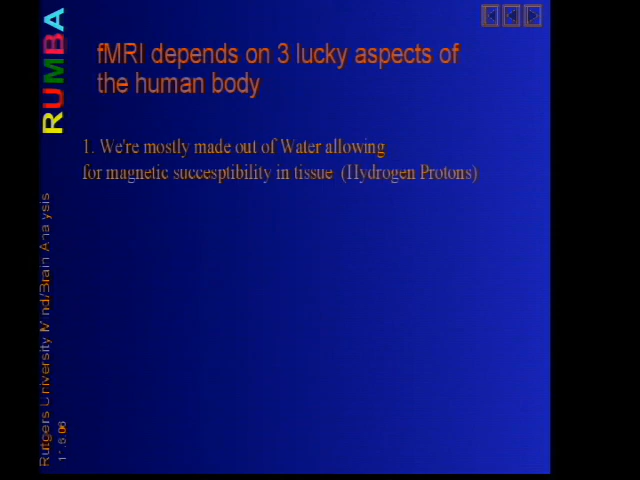 fMRI depends on 3 lucky aspects of
the human body
1. We're mostly made out of Water allowing
for magnetic succesptibility in tissue (Hydrogen Protons)
RUMBA
Rutgers University Mind/Brain Analysis